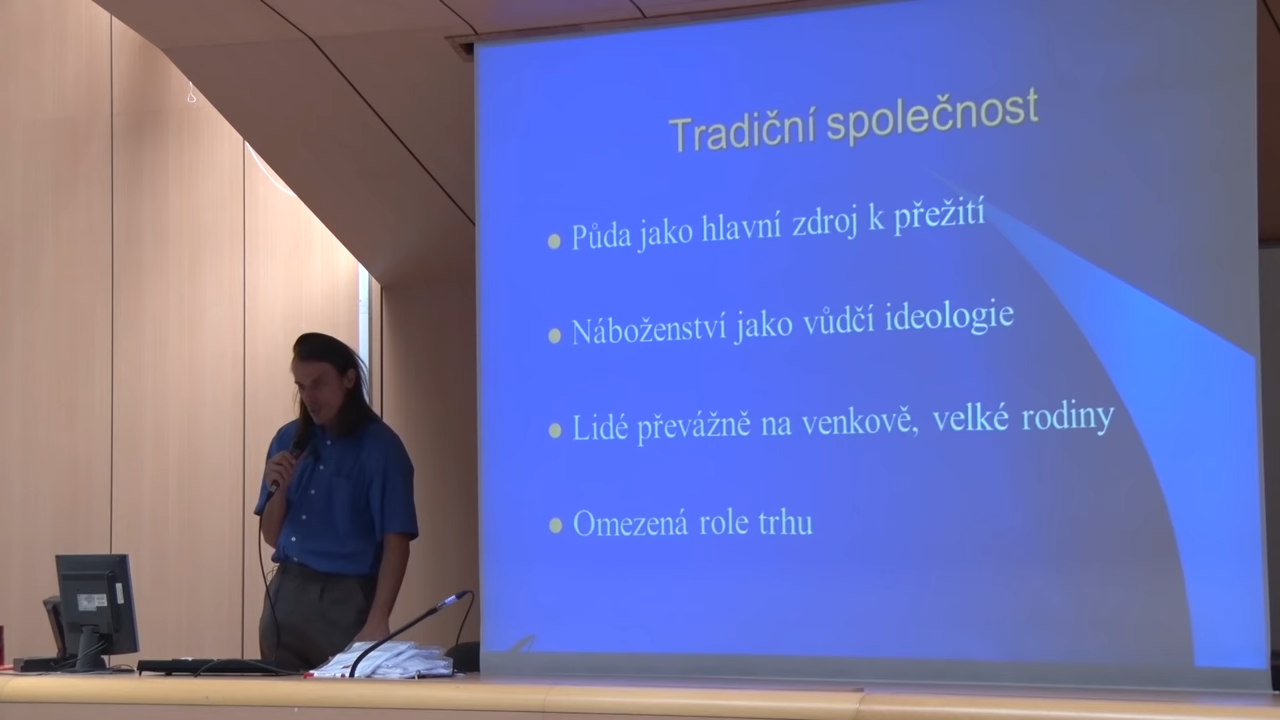 Tradiční společnost
Půda jako hlavní zdroj k přežití
Náboženství jako vůdčí ideologie
Lidé převážně na venkově, velké rodiny
Omezená role trhu